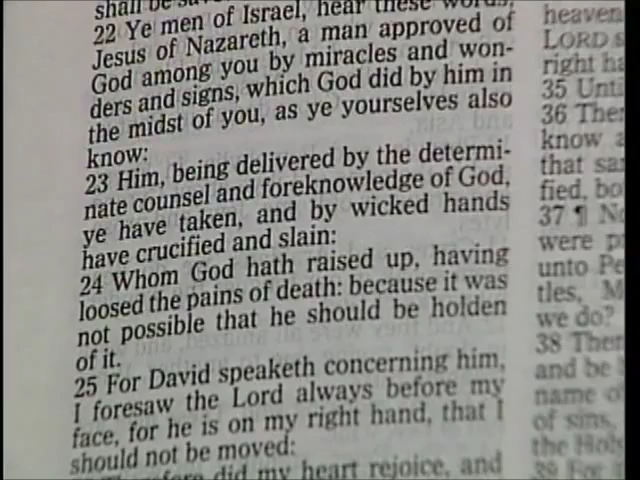 shall be
22 Ye men of Israel, hear these words;
Jesus of Nazareth, a man approved of
God among you by miracles and won-
ders and signs, which God did by him in
the midst of you, as ye yourselves also
know:
23 Him, being delivered by the determi-
nate counsel and foreknowledge of God,
ye have taken, and by wicked hands
have crucified and slain:
24 Whom God hath raised up, having
loosed the pains of death: because it was
not possible that he should be holden
of it.
25 For David speaketh concerning him,
I foresaw the Lord always before my
face, for he is on my right hand, that I
should not be moved:
did my heart rejoice, and
heaven
LORD
right
35
36
know
that
fied,
37 ¶
were
unto
tles,
we do?
38
and be
name
of sins,
the
39 For